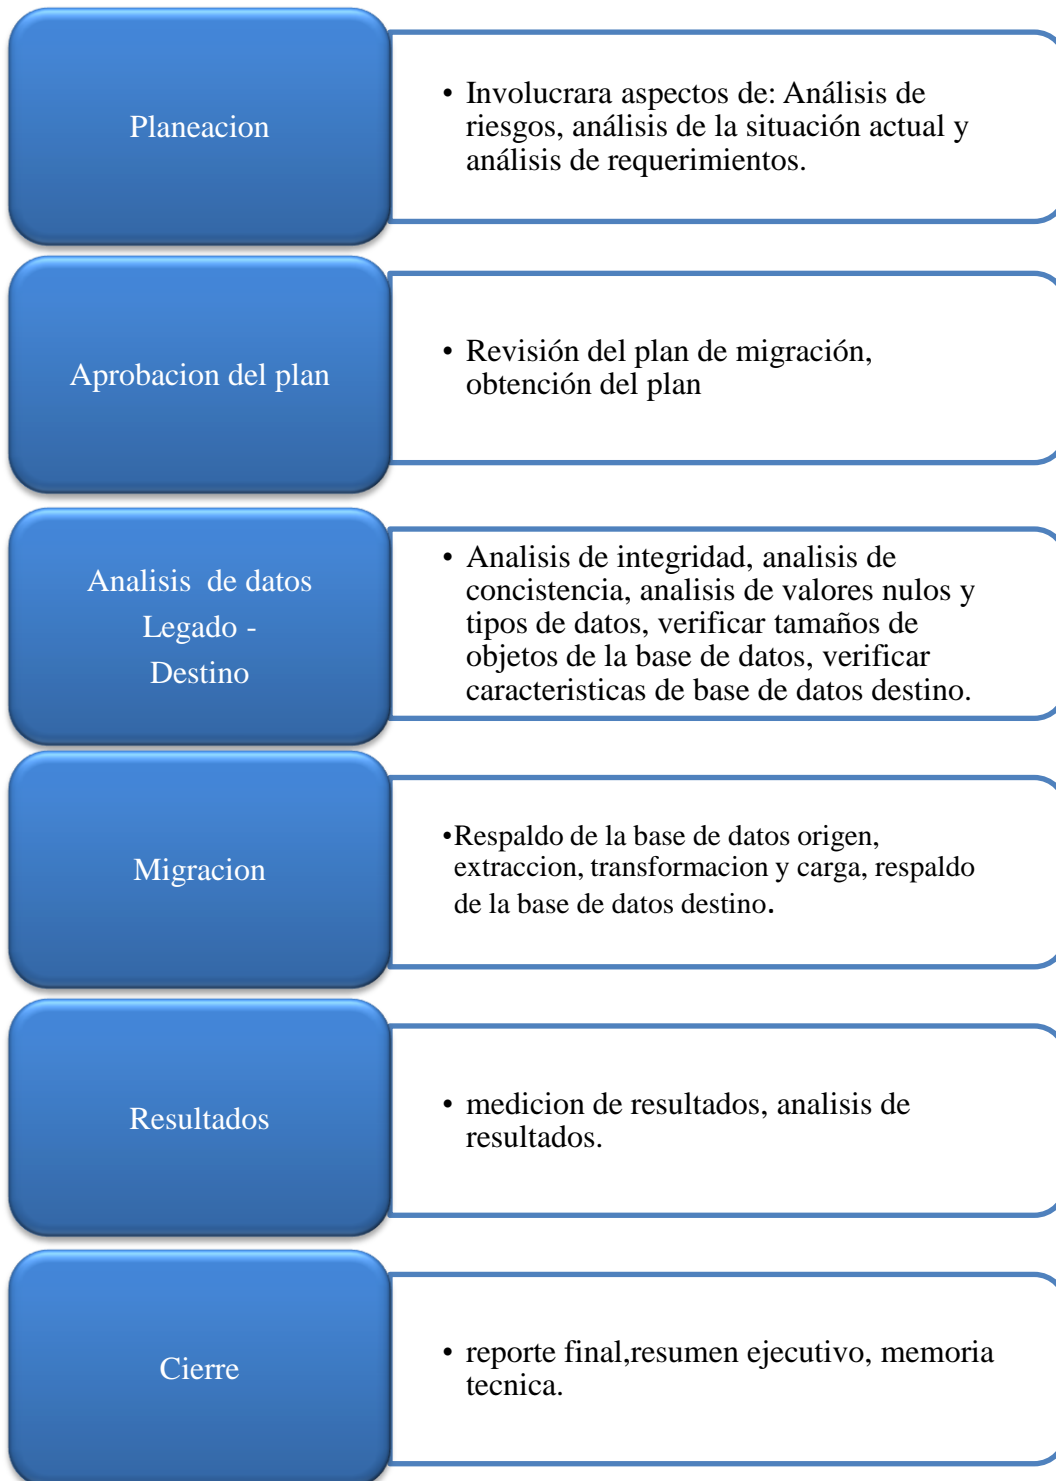 Planeacion
• Involucrara aspectos de: Análisis de
riesgos, análisis de la situación actual y
análisis de requerimientos.
Aprobacion del plan
• Revisión del plan de migración,
obtención del plan
Analisis de datos
Legado -
Destino
• Analisis de integridad, analisis de
concistencia, analisis de valores nulos y
tipos de datos, verificar tamaños de
objetos de la base de datos, verificar
caracteristicas de base de datos destino.
Migracion
•Respaldo de la base de datos origen,
extraccion, transformacion y carga, respaldo
de la base de datos destino.
Resultados
• medicion de resultados, analisis de
resultados.
Cierre
• reporte final,resumen ejecutivo, memoria
tecnica.